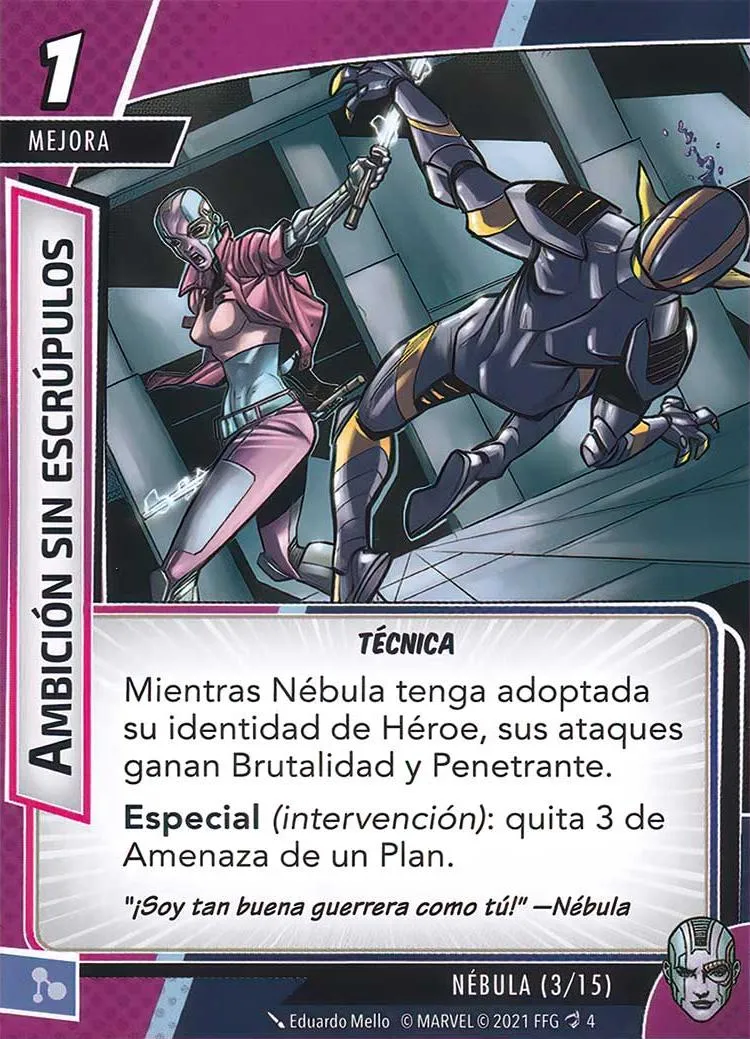 1
MEJORA
AMBICIÓN SIN ESCRÚPULOS
TÉCNICA
Mientras Nébula tenga adoptada
su identidad de Héroe, sus ataques
ganan Brutalidad y Penetrante.
Especial (intervención): quita 3 de
Amenaza de un Plan.
"¡Soy tan buena guerrera como tú!" —Nébula
NÉBULA (3/15)
Eduardo Mello © MARVEL © 2021 FFG 4